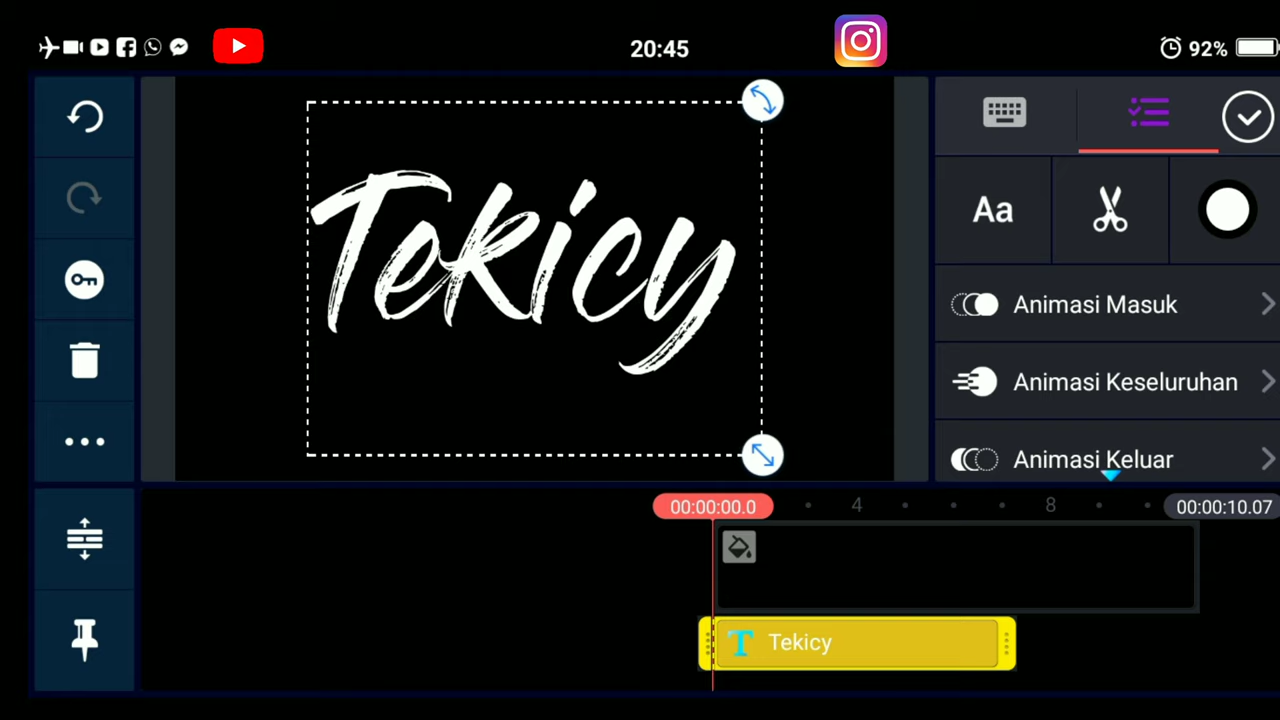 20:45
92%
Tekicy
Aa
Animasi Masuk
Animasi Keseluruhan
Animasi Keluar
00:00:00.0
4
8
00:00:10.07
T Tekicy